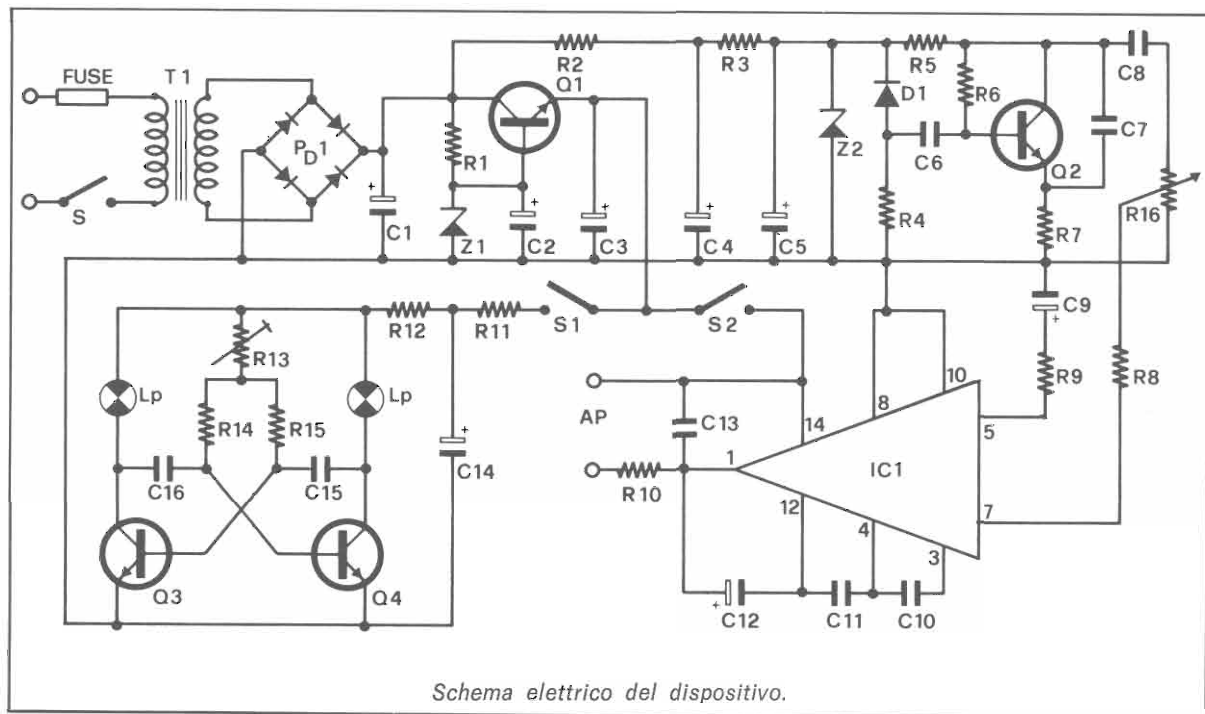 FUSE
T1
S
P_D 1
C1
R1
Z1
C2
Q1
C3
R2
C4
R3
C5
Z2
D1
R4
C6
R5
R6
Q2
R7
C7
C8
R16
C9
R9
R8
R12
R11
S1
S2
R13
Lp
Lp
R14
R15
C16
C15
C14
Q3
Q4
AP
C13
R10
1
14
8
10
5
7
IC1
12
4
3
C12
C11
C10
+
+
+
+
+
+
+
+
Schema elettrico del dispositivo.